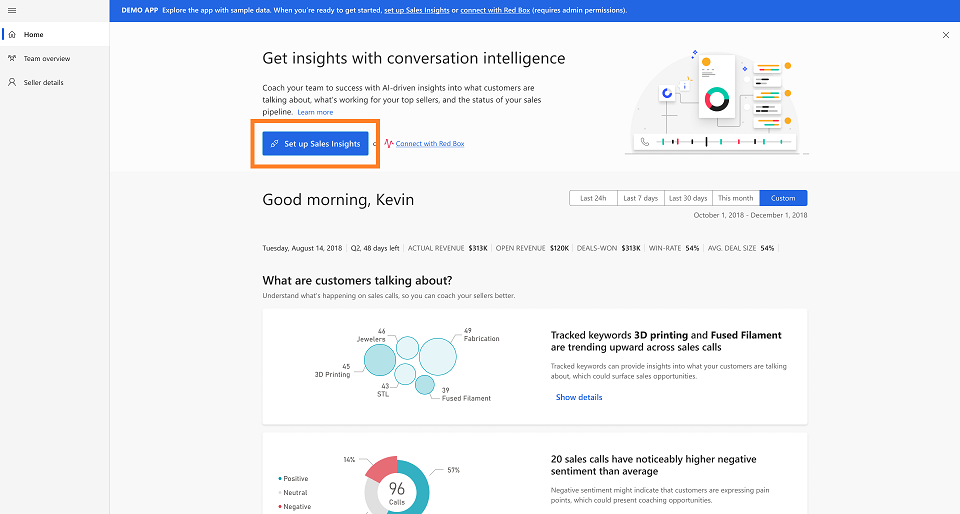 DEMO APP Explore the app with sample data. When you're ready to get started, set up Sales Insights or connect with Red Box (requires admin permissions).
Home
Team overview
Seller details
Get insights with conversation intelligence
Coach your team to success with AI-driven insights into what customers are
talking about, what's working for your top sellers, and the status of your sales
pipeline. Learn more
Set up Sales Insights
Connect with Red Box
Good morning, Kevin
Last 24h Last 7 days Last 30 days This month Custom
October 1, 2018 - December 1, 2018
Tuesday, August 14, 2018 Q2, 48 days left ACTUAL REVENUE $313K OPEN REVENUE $120K DEALS-WON $313K WIN-RATE 54% AVG. DEAL SIZE 54%
What are customers talking about?
Understand what's happening on sales calls, so you can coach your sellers better.
46
Jewelers
49
Fabrication
45
3D Printing
43
STL
39
Fused Filament
Tracked keywords 3D printing and Fused Filament
are trending upward across sales calls
Tracked keywords can provide insights into what your customers are talking
about, which could surface sales opportunities.
Show details
14%
57%
96
Calls
Positive
Neutral
Negative
20 sales calls have noticeably higher negative
sentiment than average
Negative sentiment might indicate that customers are expressing pain
points, which could present coaching opportunities.